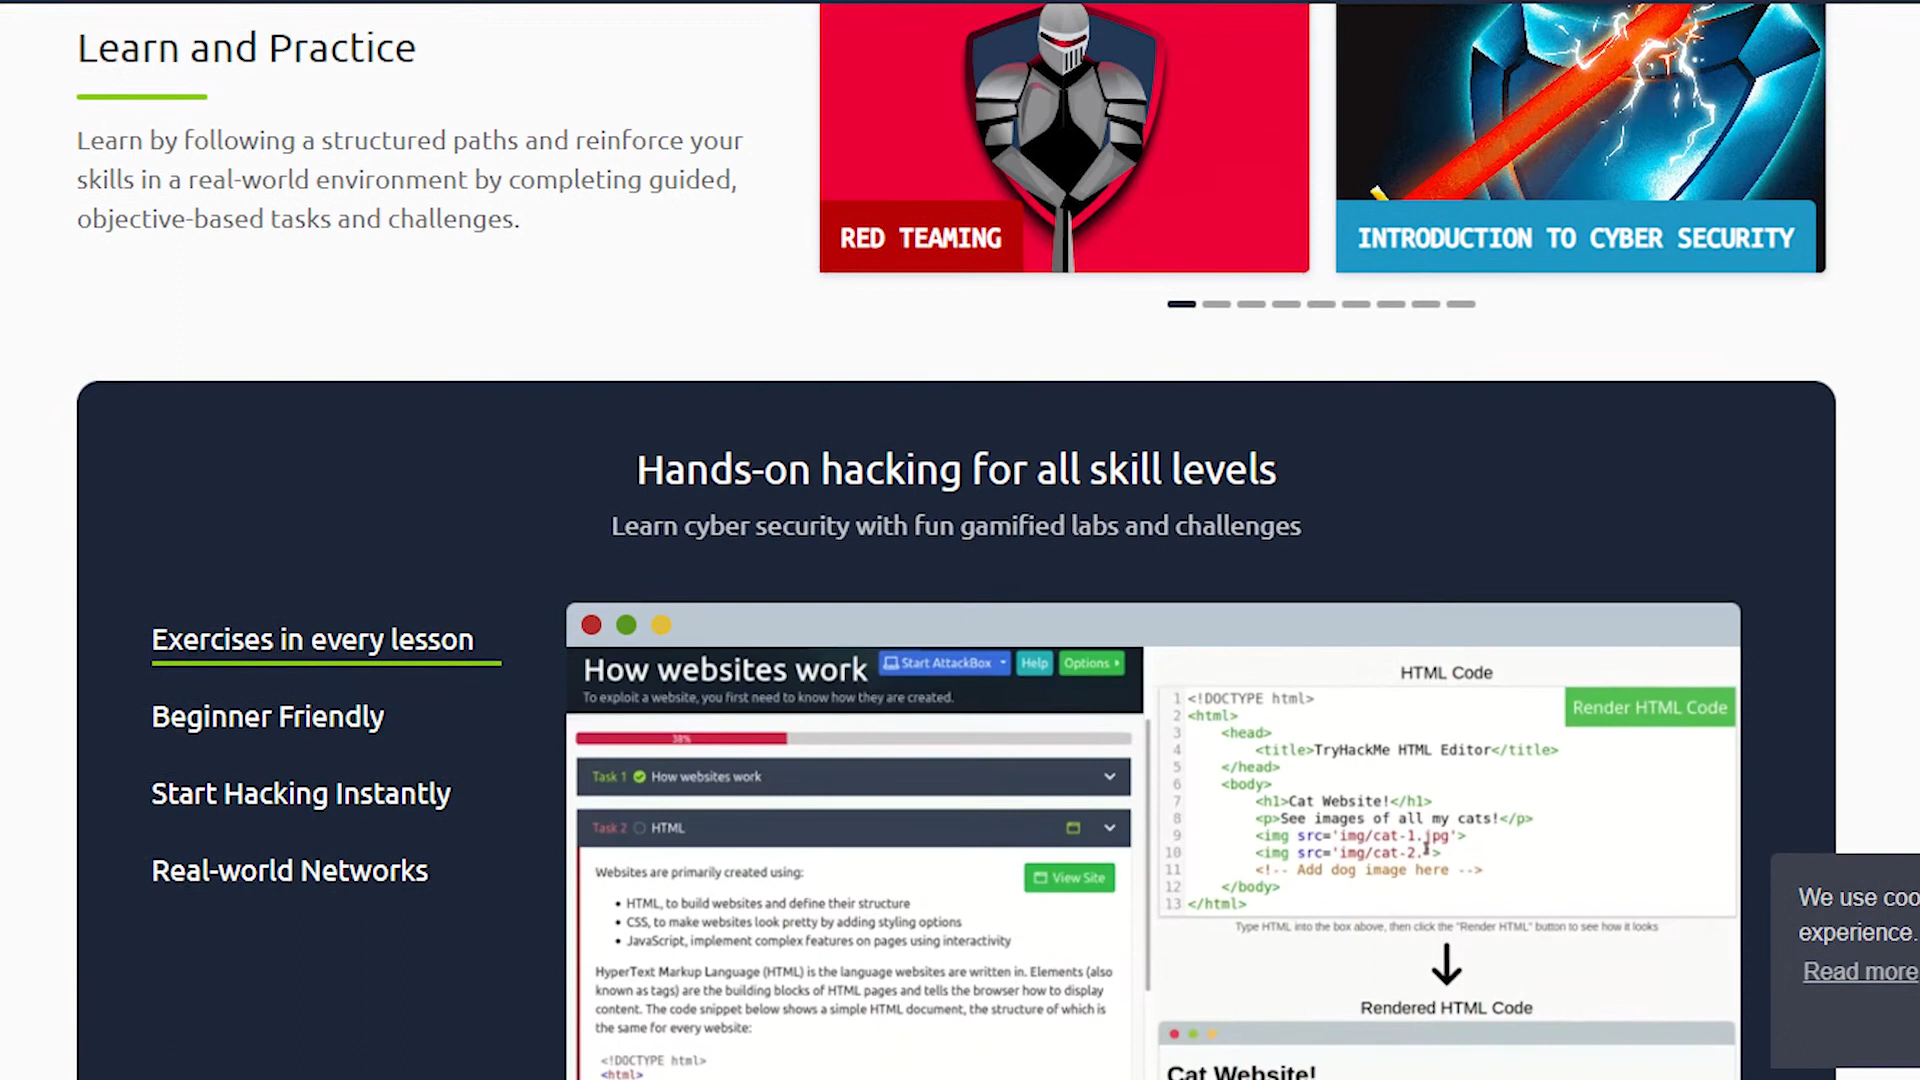 Learn and Practice
Learn by following a structured paths and reinforce your
skills in a real-world environment by completing guided,
objective-based tasks and challenges.
RED TEAMING
INTRODUCTION TO CYBER SECURITY
Hands-on hacking for all skill levels
Learn cyber security with fun gamified labs and challenges
Exercises in every lesson
Beginner Friendly
Start Hacking Instantly
Real-world Networks
How websites work
Start AttackBox
Help
Options
To exploit a website, you first need to know how they are created.
38%
Task 1 How websites work
Task 2 HTML
Websites are primarily created using:
View Site
• HTML, to build websites and define their structure
• CSS, to make websites look pretty by adding styling options
• JavaScript, implement complex features on pages using interactivity
HyperText Markup Language (HTML) is the language websites are written in. Elements (also
known as tags) are the building blocks of HTML pages and tells the browser how to display
content. The code snippet below shows a simple HTML document, the structure of which is
the same for every website:
<!DOCTYPE html>
<html>
HTML Code
Render HTML Code
1 <!DOCTYPE html>
2 <html>
3 <head>
4 <title>TryHackMe HTML Editor</title>
5 </head>
6 <body>
7 <h1>Cat Website!</h1>
8 <p>See images of all my cats!</p>
9 <img src='img/cat-1.jpg'>
10 <img src='img/cat-2.'>
11 <!-- Add dog image here -->
12 </body>
13 </html>
Type HTML into the box above, then click the "Render HTML" button to see how it looks
Rendered HTML Code
Cat Website!
We use coo
experience.
Read more